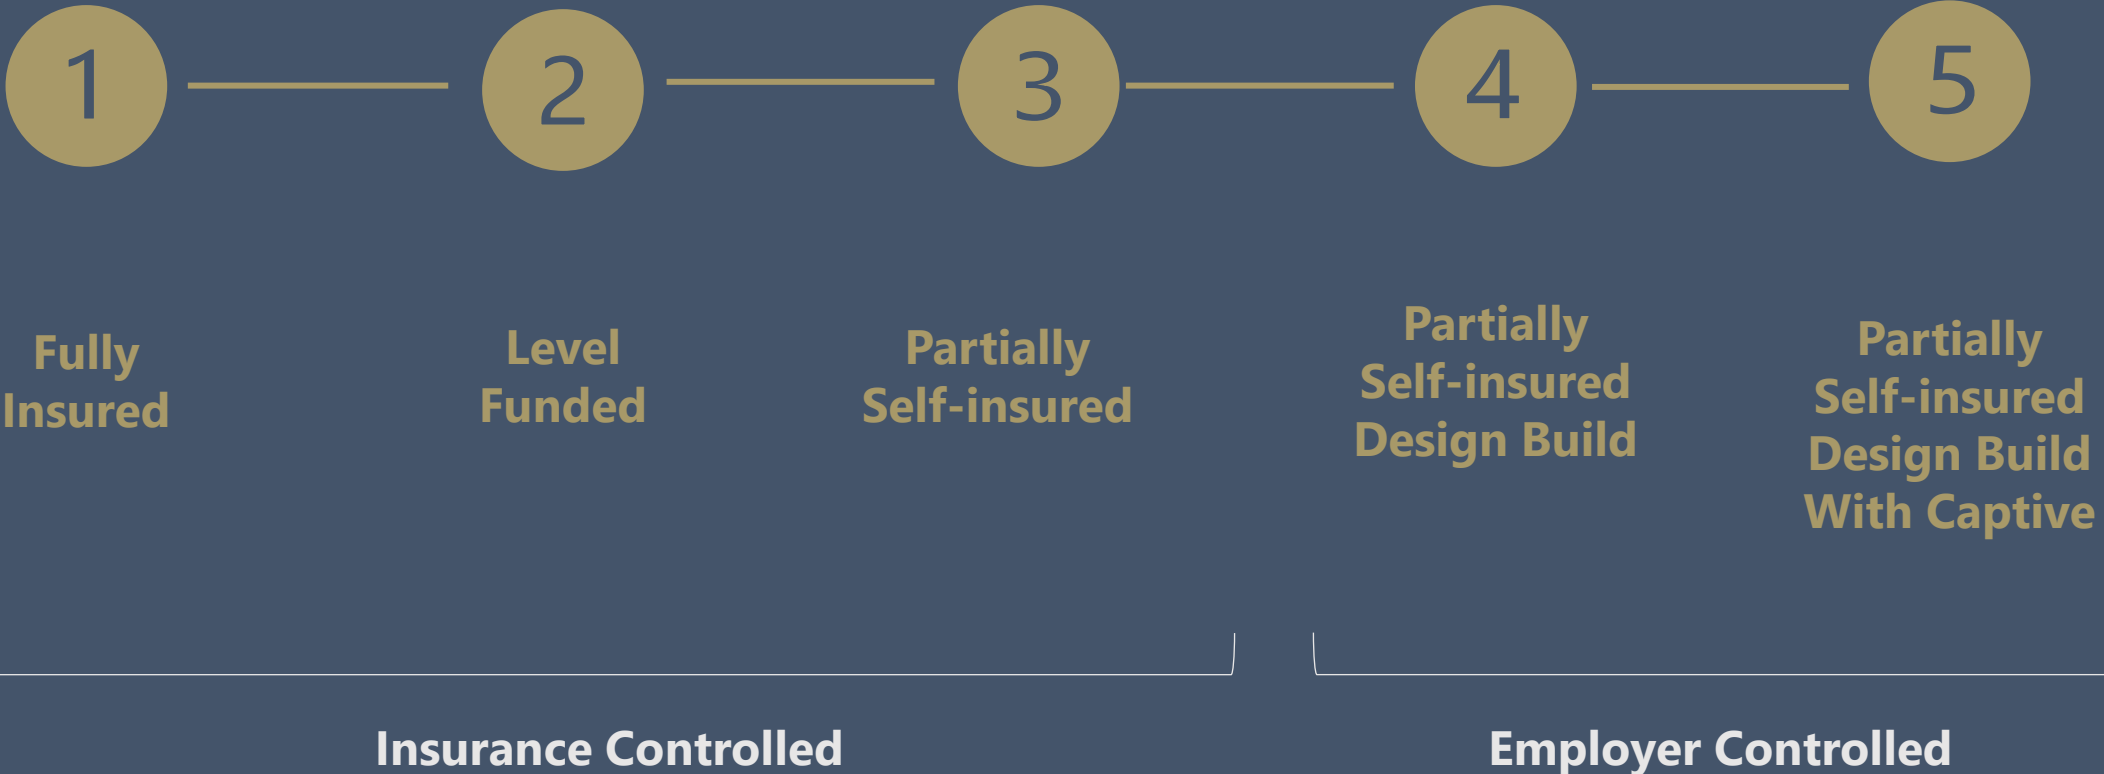 1
2
3
4
5
Fully
Insured
Level
Funded
Partially
Self-insured
Partially
Self-insured
Design Build
Partially
Self-insured
Design Build
With Captive
Insurance Controlled
Employer Controlled